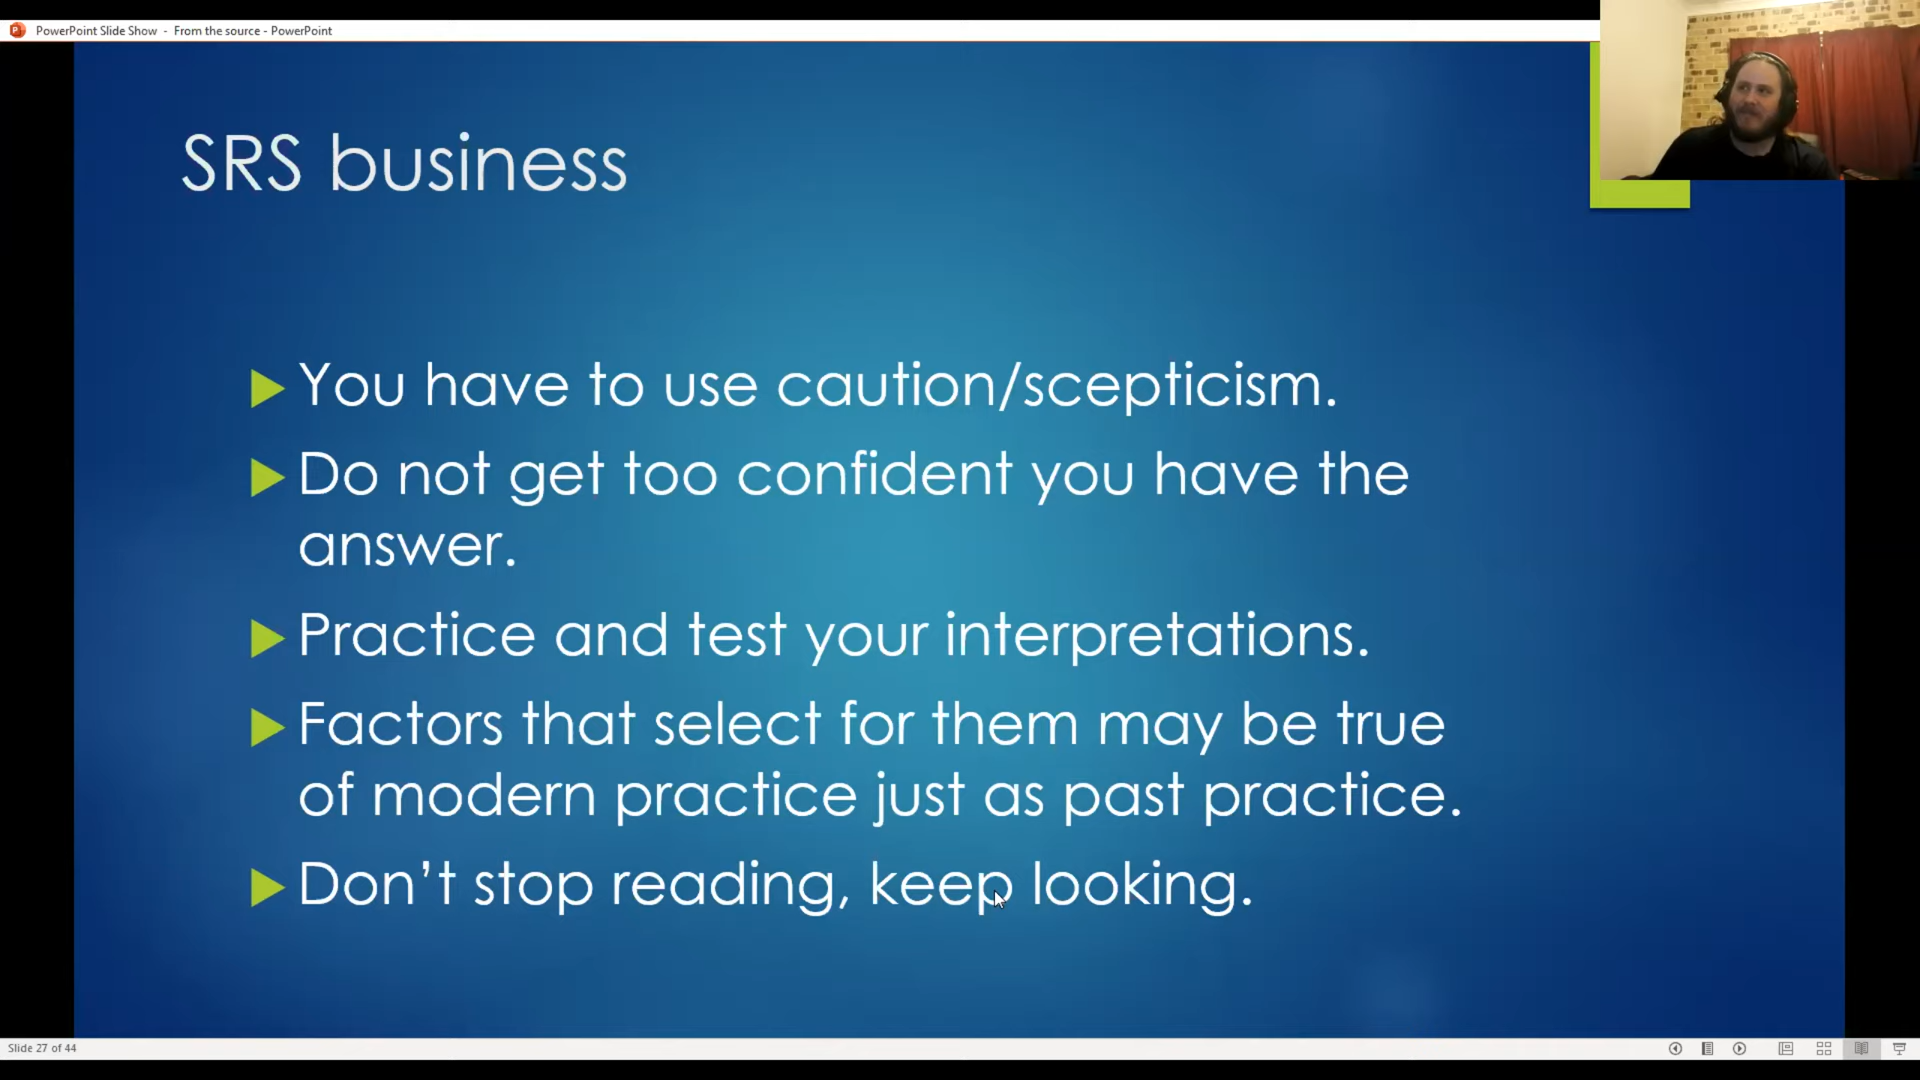 PowerPoint Slide Show - From the source - PowerPoint
SRS business
You have to use caution/scepticism.
Do not get too confident you have the
answer.
Practice and test your interpretations.
Factors that select for them may be true
of modern practice just as past practice.
Don't stop reading, keep looking.
Slide 27 of 44